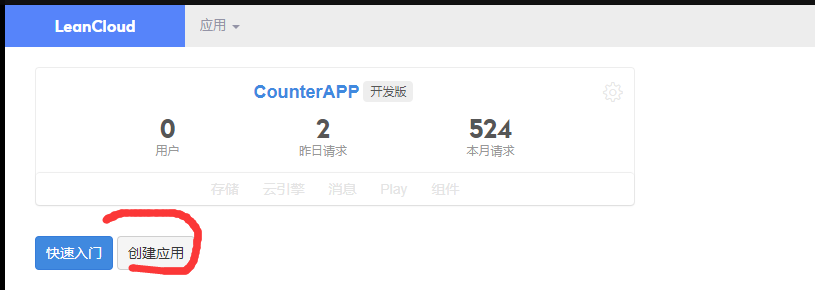 LeanCloud 应用
CounterAPP 开发版
0 2 524
用户 昨日请求 本月请求
存储 云引擎 消息 Play 组件
快速入门 创建应用